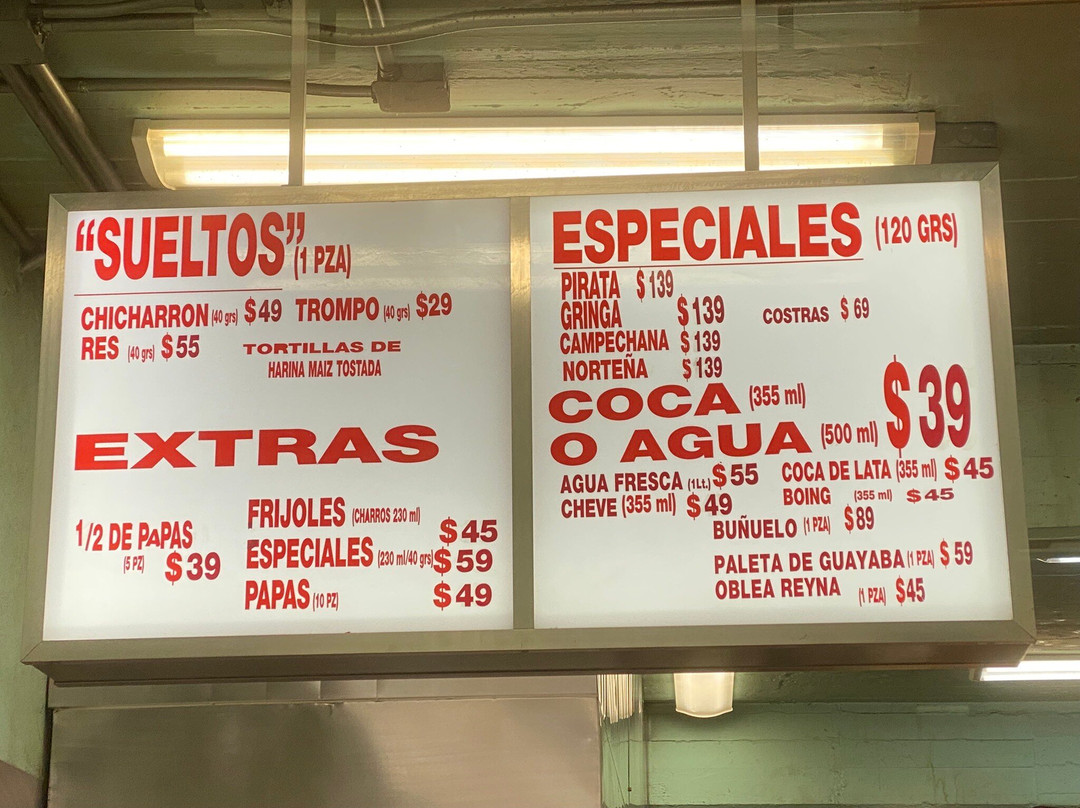 “SUELTOS” (1 PZA)
CHICHARRON (40 grs) $49 TROMPO (40 grs) $29
RES (40 grs) $55
TORTILLAS DE
HARINA MAIZ TOSTADA
EXTRAS
1/2 DE PAPAS
(5 PZ) $39
FRIJOLES (CHARROS 230 ml) $45
ESPECIALES (230 ml/40 grs) $59
PAPAS (10 PZ) $49
ESPECIALES (120 GRS)
PIRATA $139
GRINGA $139
CAMPECHANA $139
NORTEÑA $139
COSTRAS $69
COCA (355 ml)
O AGUA (500 ml) $39
AGUA FRESCA (1Lt.) $55
CHEVE (355 ml) $49
COCA DE LATA (355 ml) $45
BOING (355 ml) $45
BUÑUELO (1 PZA) $89
PALETA DE GUAYABA (1 PZA) $59
OBLEA REYNA (1 PZA) $45